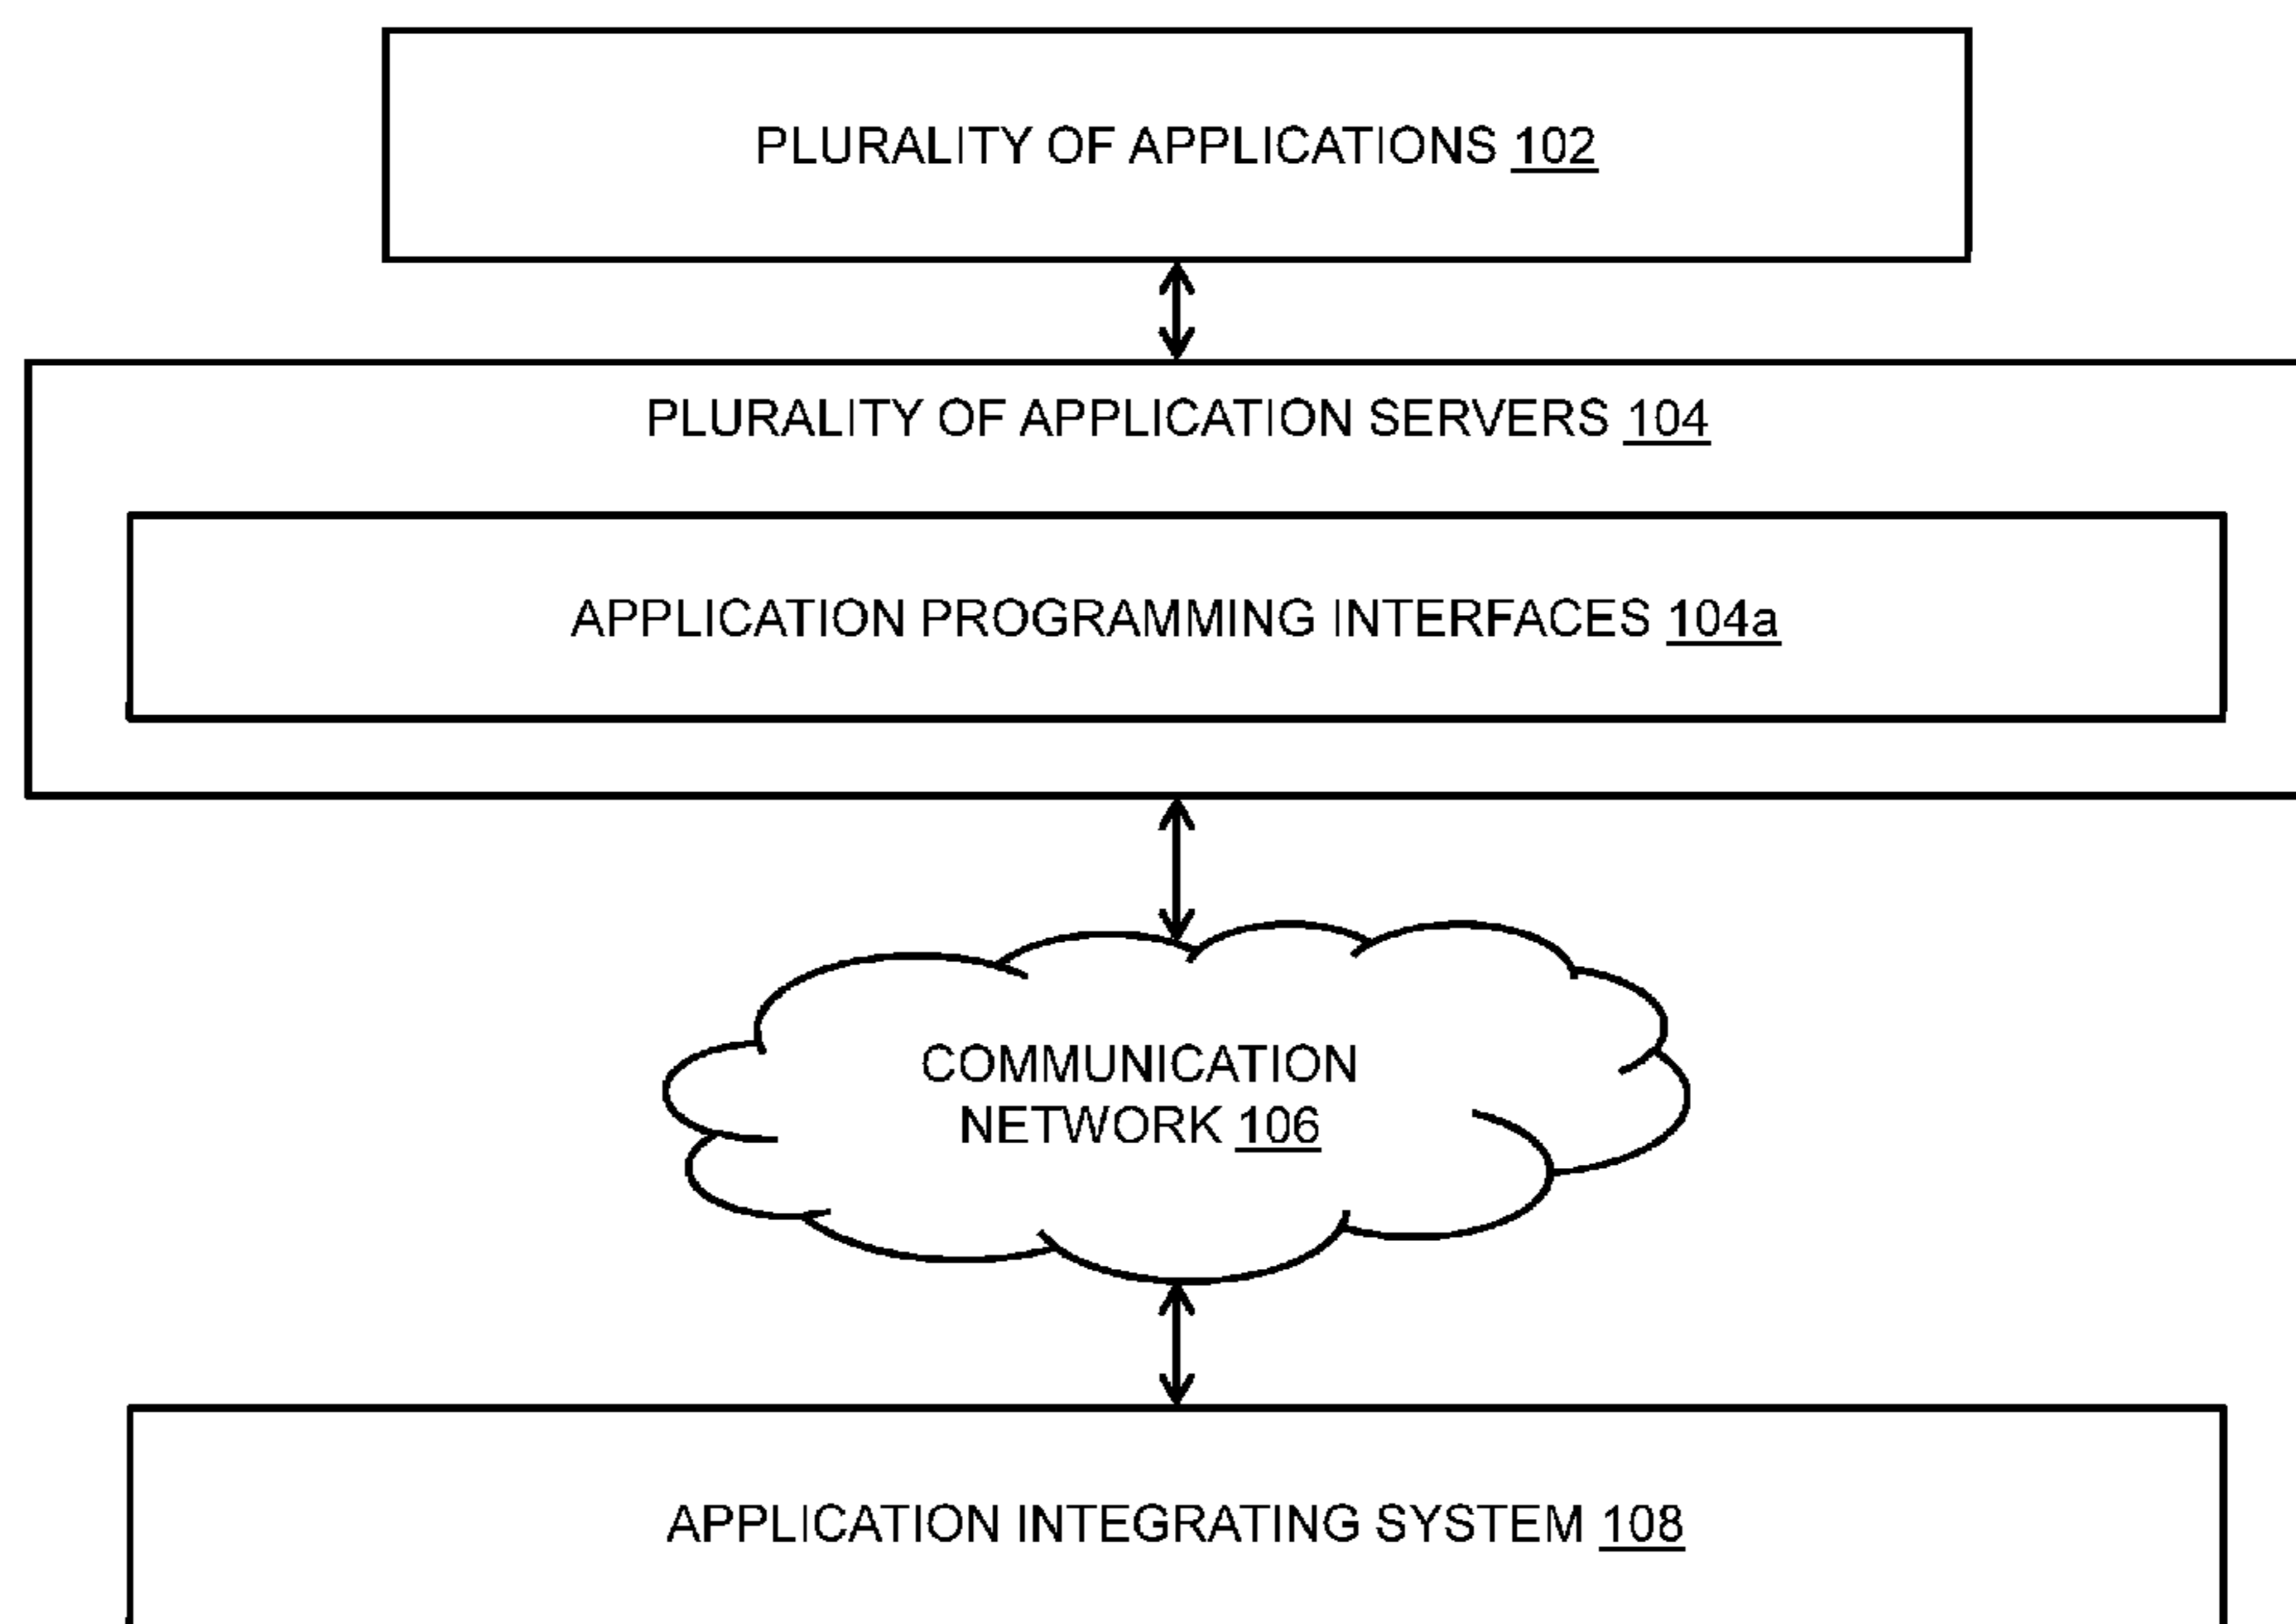 PLURALITY OF APPLICATIONS 102
PLURALITY OF APPLICATION SERVERS 104
APPLICATION PROGRAMMING INTERFACES 104a
COMMUNICATION
NETWORK 106
APPLICATION INTEGRATING SYSTEM 108